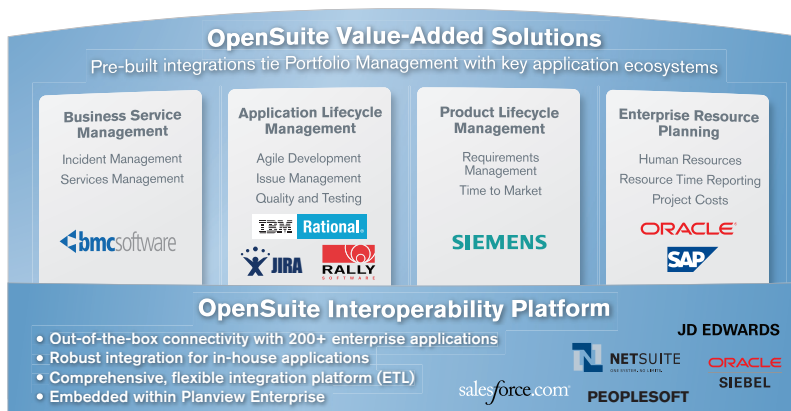 OpenSuite Value-Added Solutions
Pre-built integrations tie Portfolio Management with key application ecosystems
Business Service
Management
Incident Management
Services Management
bmcsoftware
Application Lifecycle
Management
Agile Development
Issue Management
Quality and Testing
IBM Rational®
JIRA
RALLY
SOFTWARE
Product Lifecycle
Management
Requirements
Management
Time to Market
SIEMENS
Enterprise Resource
Planning
Human Resources
Resource Time Reporting
Project Costs
ORACLE®
SAP
OpenSuite Interoperability Platform
• Out-of-the-box connectivity with 200+ enterprise applications
• Robust integration for in-house applications
• Comprehensive, flexible integration platform (ETL)
• Embedded within Planview Enterprise
JD EDWARDS
N NETSUITE
ONE SYSTEM. NO LIMITS.
ORACLE
SIEBEL
salesforce.com®
PEOPLESOFT